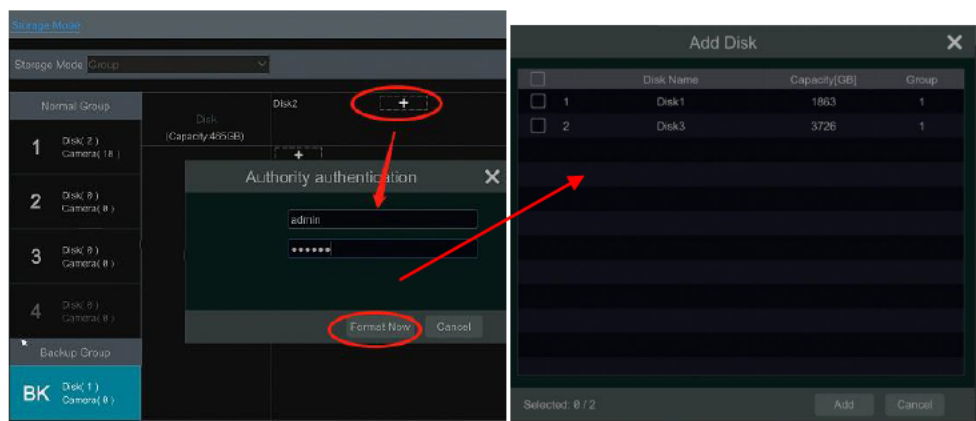 Storage Mode
Storage Mode Group
Normal Group
1 Disk( 2 )
Camera( 18 )
2 Disk( 0 )
Camera( 0 )
3 Disk( 0 )
Camera( 0 )
4 Disk( 0 )
Camera( 0 )
Backup Group
BK Disk( 1 )
Camera( 0 )
Disk
(Capacity:465GB)
Disk2
+
+
Authority authentication
admin
••••••
Format Now Cancel
Add Disk
Disk Name Capacity[GB] Group
1 Disk1 1863 1
2 Disk3 3726 1
Selected: 0 / 2 Add Cancel